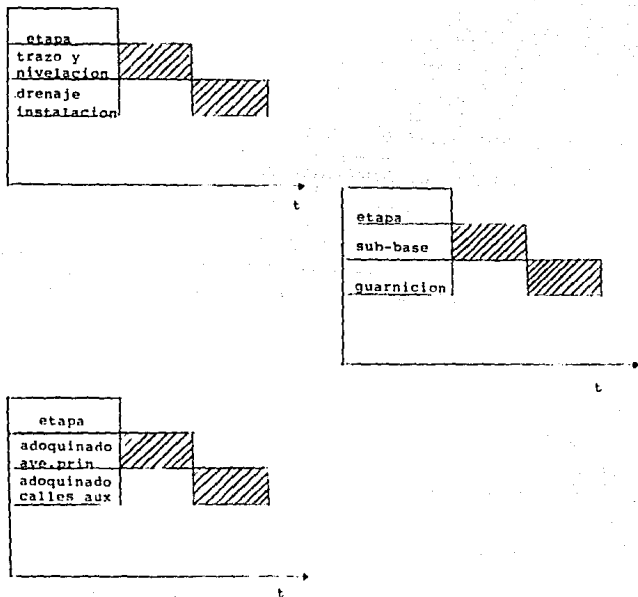 etapa
trazo y
nivelacion
drenaje
instalacion
t
etapa
sub-base
guarnicion
t
etapa
adoquinado
ave.prin
adoquinado
calles aux
t